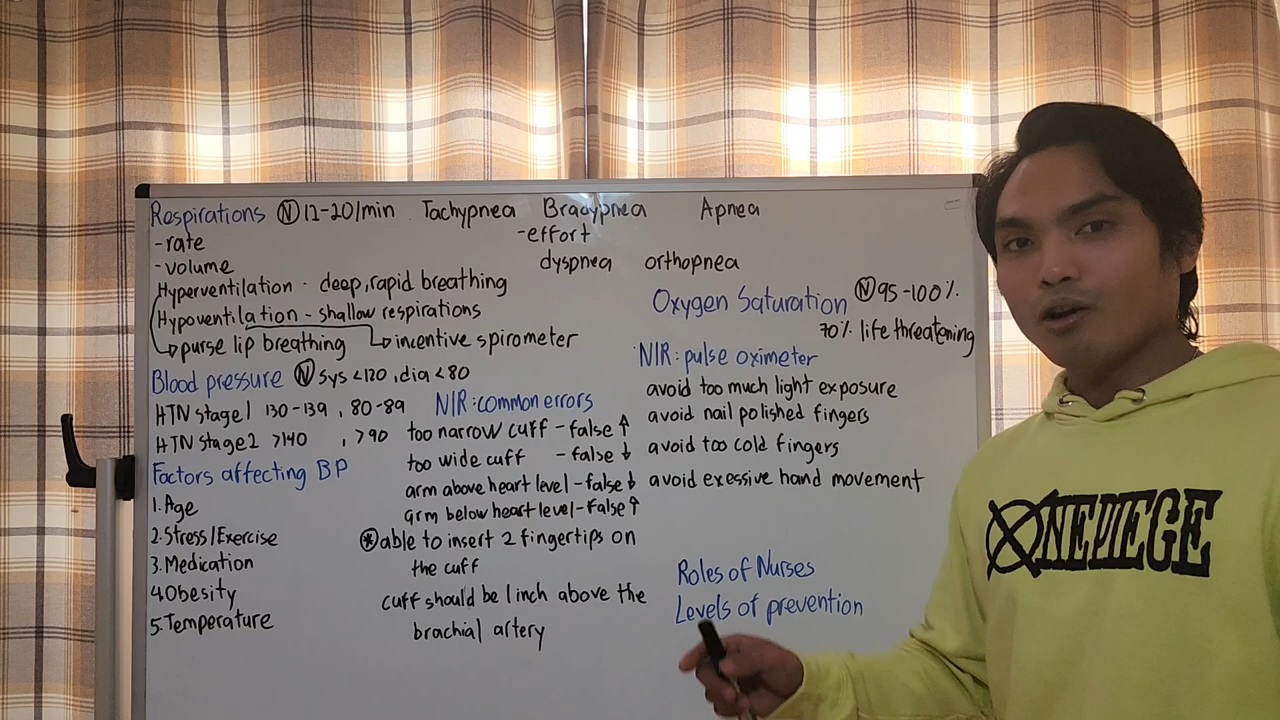 Respirations Ⓝ 12-20/min Tachypnea Bradypnea Apnea
-rate
-effort
-volume
dyspnea orthopnea
Hyperventilation - deep, rapid breathing
Hypoventilation - shallow respirations
purse lip breathing incentive spirometer
Blood pressure Ⓝ sys <120, dia <80
HTN stage 1 130-139, 80-89
HTN stage 2 >140, >90
Factors affecting BP
1. Age
2. Stress/Exercise
3. Medication
4. Obesity
5. Temperature
NIR: common errors
too narrow cuff - false ↑
too wide cuff - false ↓
arm above heart level - false ↓
arm below heart level - false ↑
⊛ able to insert 2 fingertips on
the cuff
cuff should be 1 inch above the
brachial artery
Oxygen Saturation Ⓝ 95-100%
70% life threatening
NIR: pulse oximeter
avoid too much light exposure
avoid nail polished fingers
avoid too cold fingers
avoid exessive hand movement
Roles of Nurses
Levels of prevention
ONE PIECE